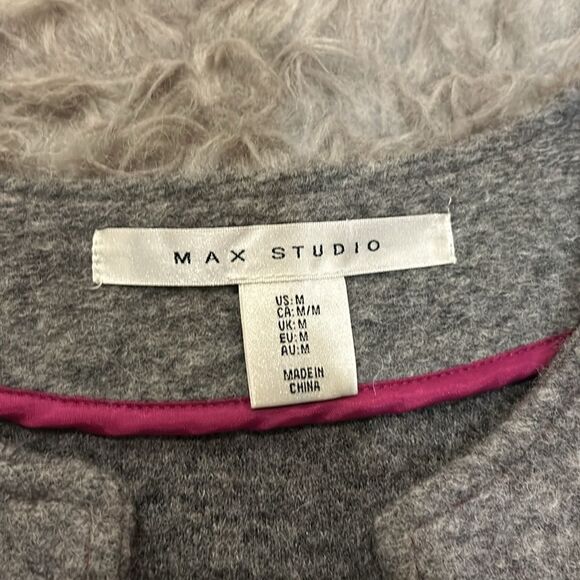 MAX STUDIO
US:M
CA:M/M
UK:M
EU:M
AU:M
MADE IN
CHINA